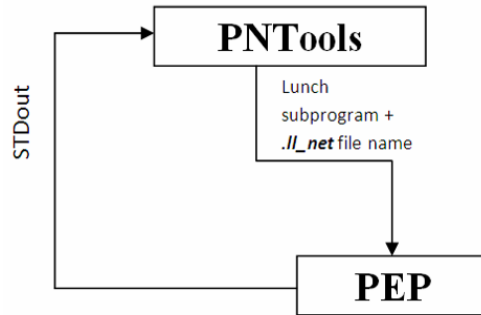 PNTools
Lunch
subprogram +
.ll_net file name
STDout
PEP